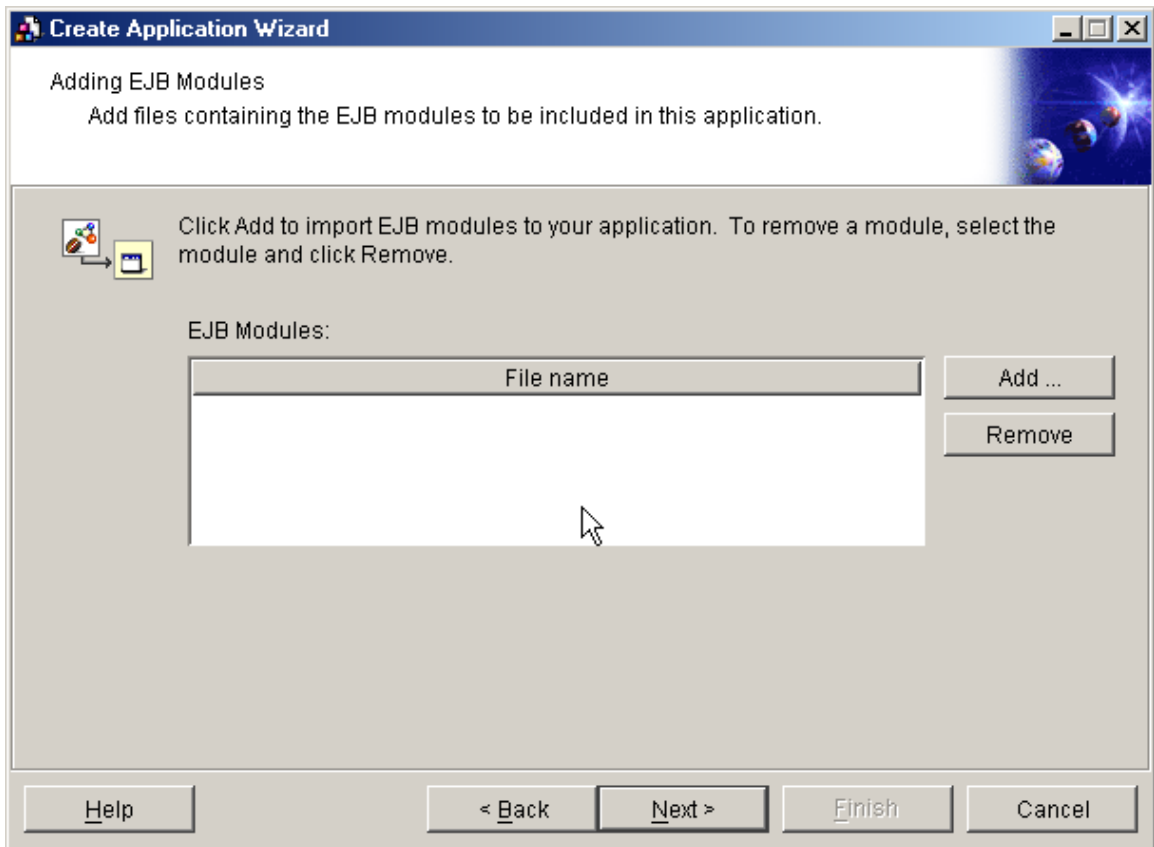 Create Application Wizard
Adding EJB Modules
Add files containing the EJB modules to be included in this application.
Click Add to import EJB modules to your application.  To remove a module, select the
module and click Remove.
EJB Modules:
File name
Add ...
Remove
Help
< Back
Next >
Finish
Cancel